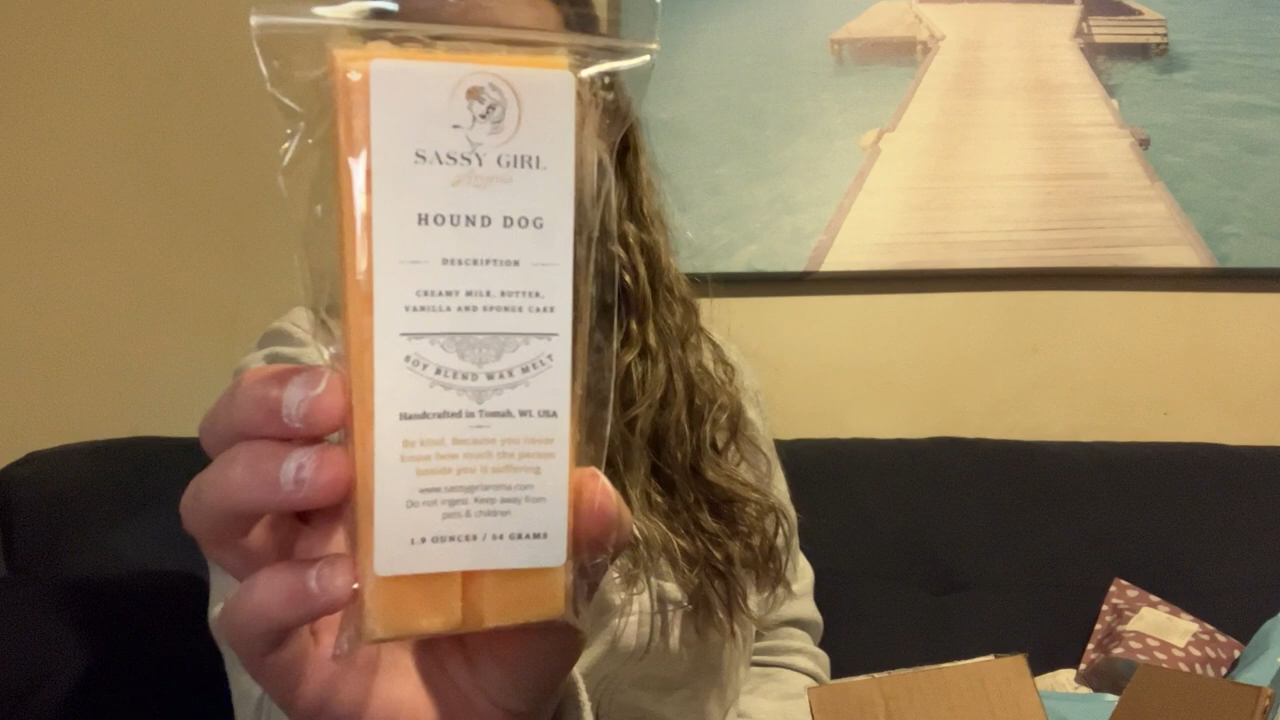 SASSY GIRL
Aroma
HOUND DOG
DESCRIPTION
CREAMY MILK, BUTTER,
VANILLA AND SPONGE CAKE
SOY BLEND WAX MELT
Handcrafted in Tomah, WI. USA
Be kind. Because you never
know how much the person
beside you is suffering.
www.sassygirlaroma.com
Do not ingest. Keep away from
pets & children
1.9 OUNCES / 54 GRAMS